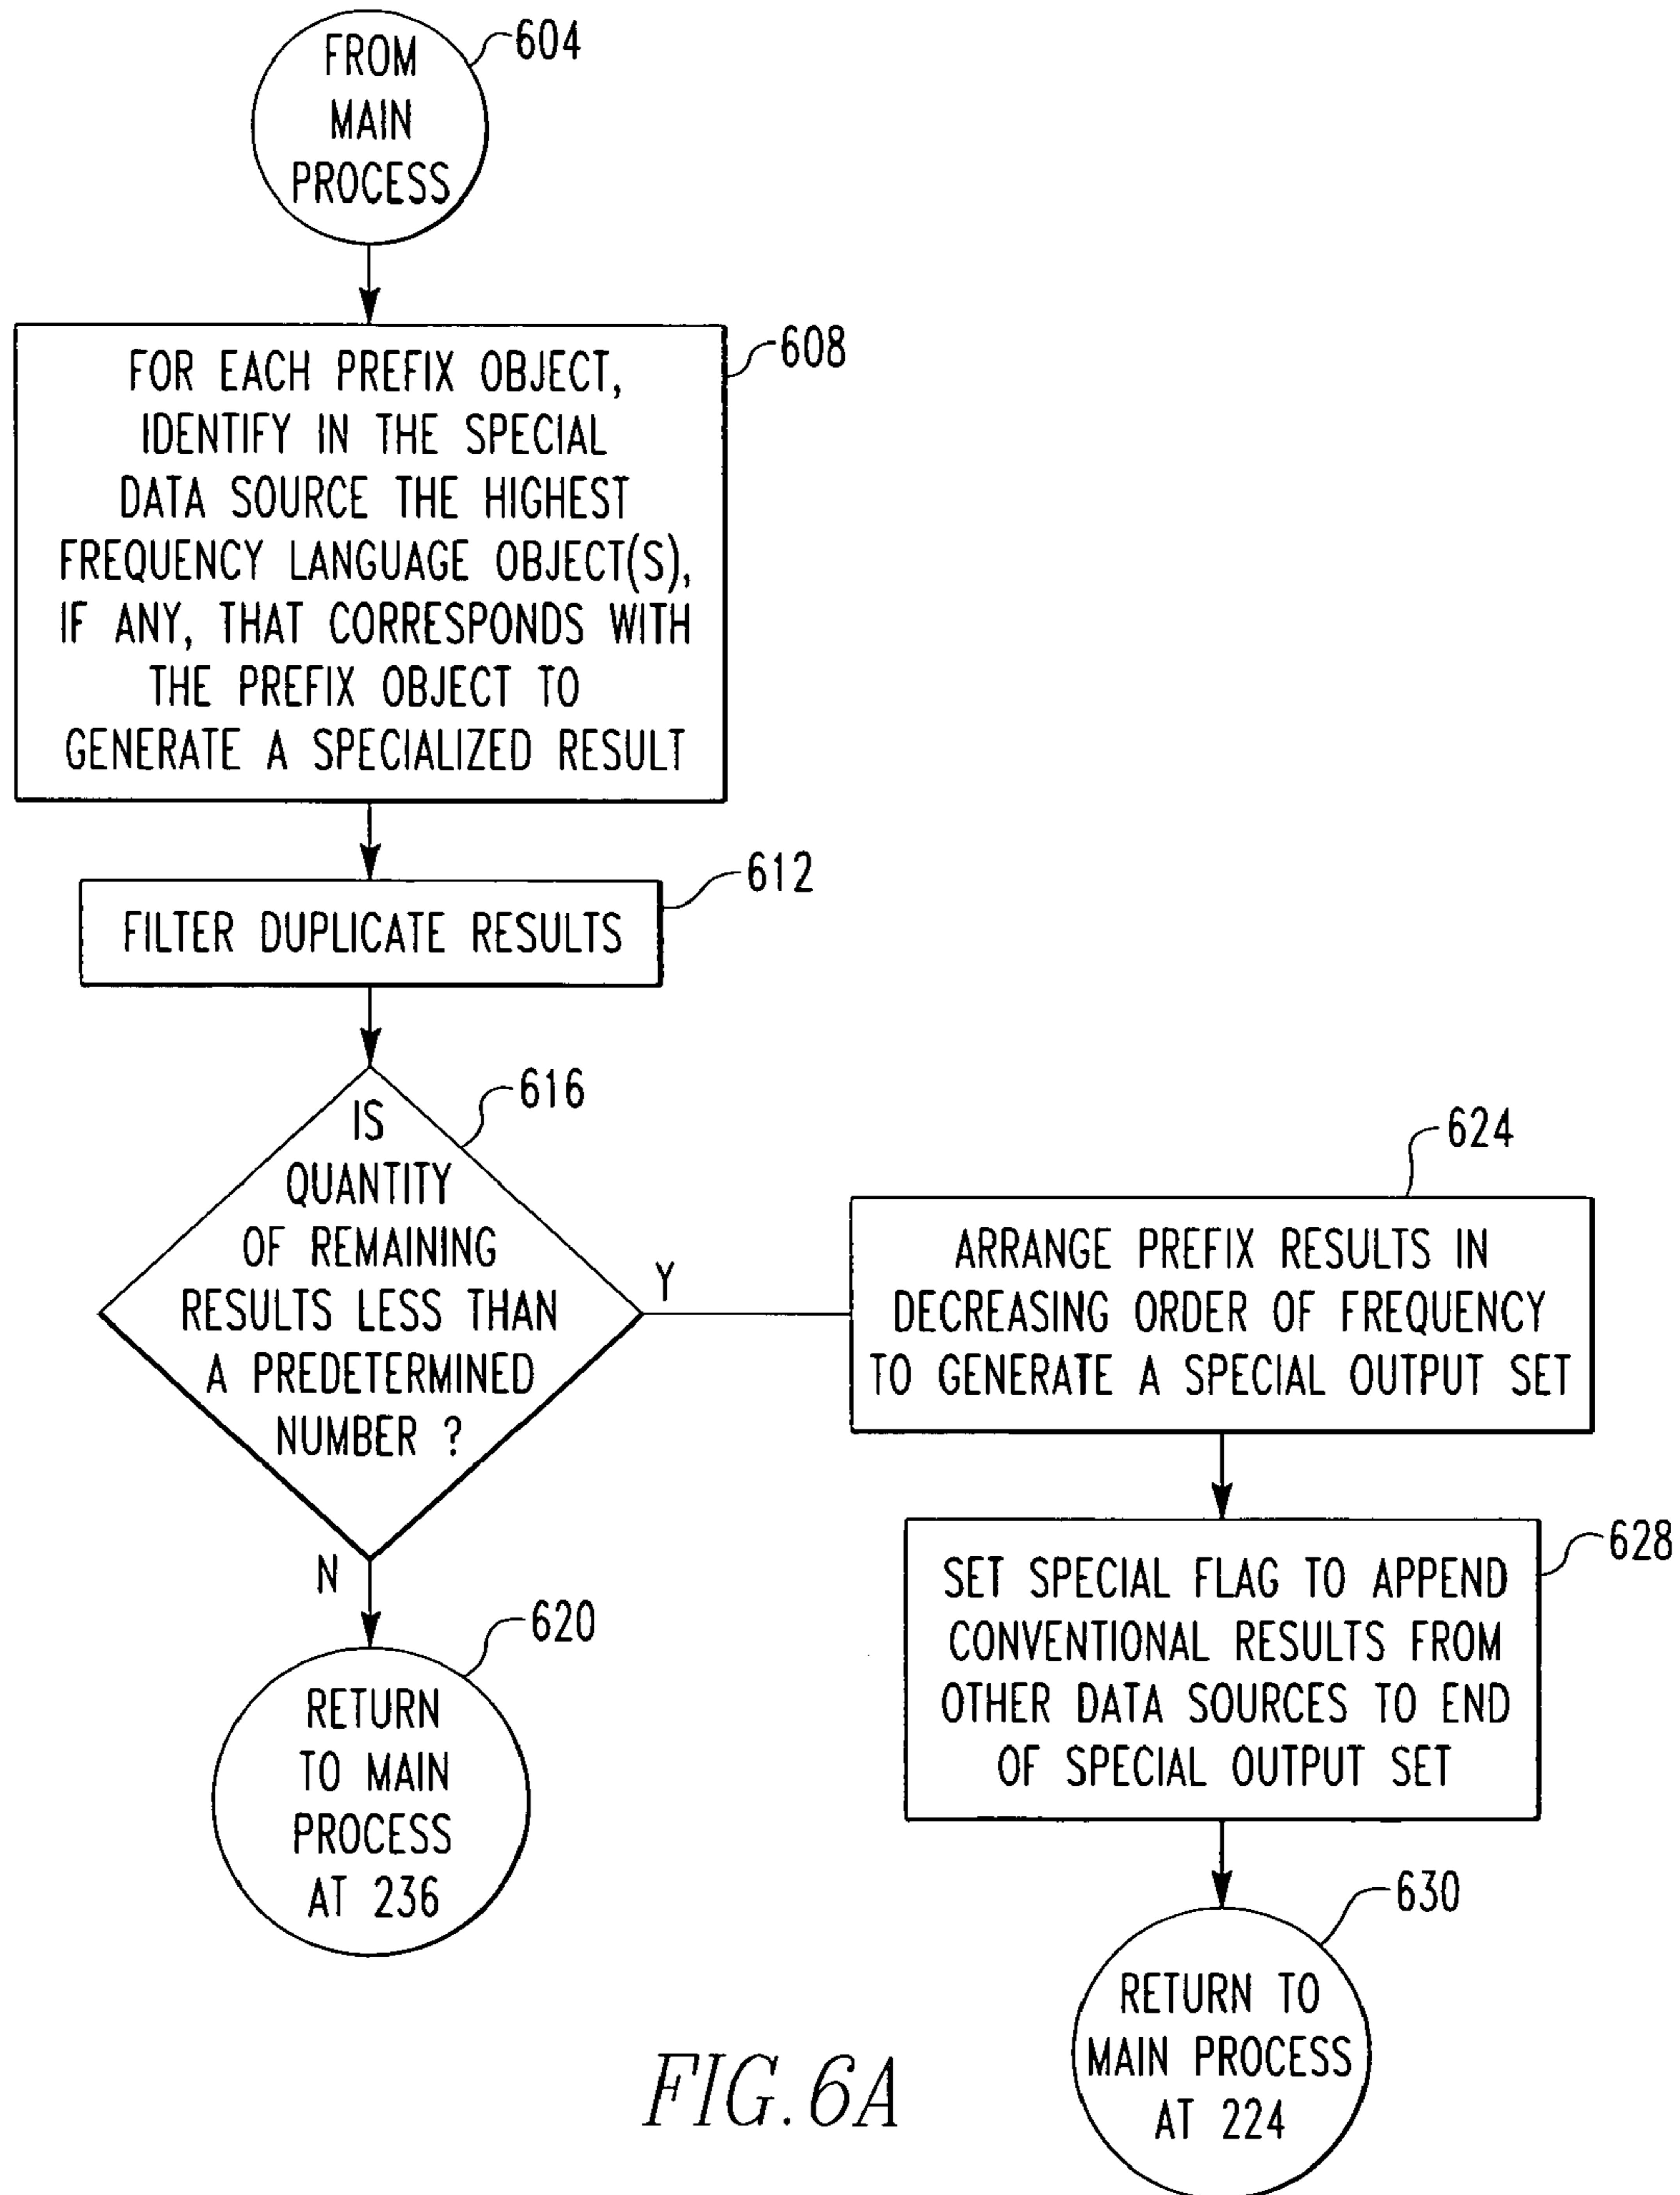 FROM
MAIN
PROCESS
604
FOR EACH PREFIX OBJECT,
IDENTIFY IN THE SPECIAL
DATA SOURCE THE HIGHEST
FREQUENCY LANGUAGE OBJECT(S),
IF ANY, THAT CORRESPONDS WITH
THE PREFIX OBJECT TO
GENERATE A SPECIALIZED RESULT
608
FILTER DUPLICATE RESULTS
612
IS
QUANTITY
OF REMAINING
RESULTS LESS THAN
A PREDETERMINED
NUMBER ?
616
Y
N
RETURN
TO MAIN
PROCESS
AT 236
620
ARRANGE PREFIX RESULTS IN
DECREASING ORDER OF FREQUENCY
TO GENERATE A SPECIAL OUTPUT SET
624
SET SPECIAL FLAG TO APPEND
CONVENTIONAL RESULTS FROM
OTHER DATA SOURCES TO END
OF SPECIAL OUTPUT SET
628
RETURN TO
MAIN PROCESS
AT 224
630
FIG.6A